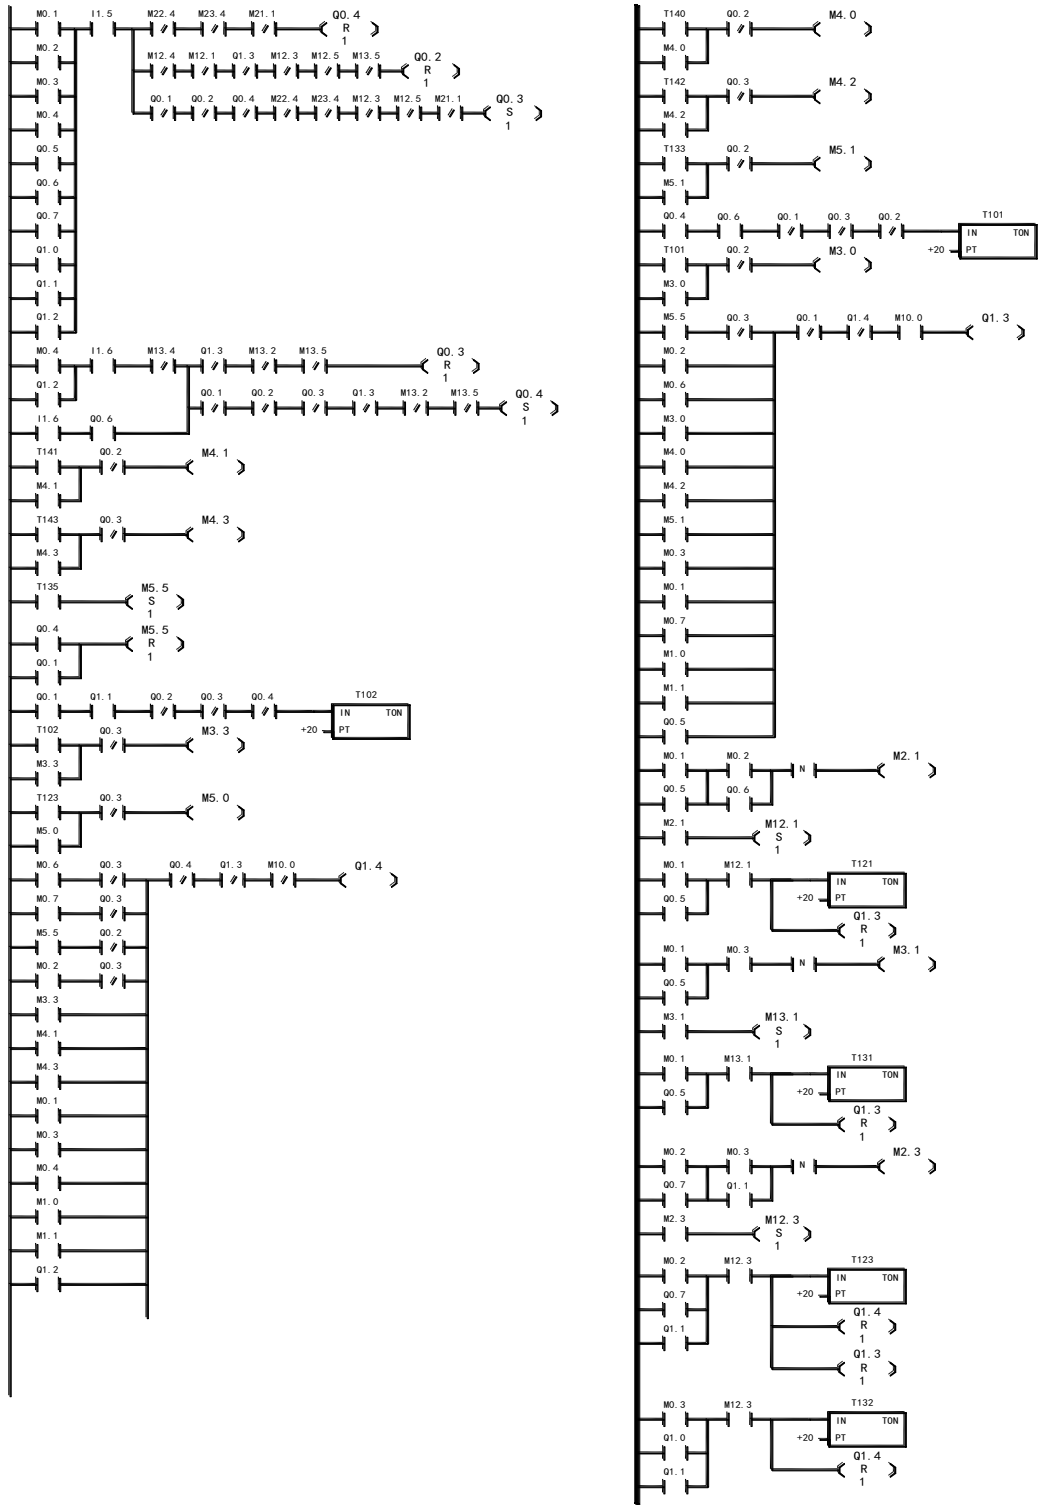 M0.1 I1.5 M22.4 M23.4 M21.1 Q0.4
R
1
M0.2 M12.4 M12.1 Q1.3 M12.3 M12.5 M13.5 Q0.2
R
1
M0.3 Q0.1 Q0.2 Q0.4 M22.4 M23.4 M12.3 M12.5 M21.1 Q0.3
S
1
M0.4
Q0.5
Q0.6
Q0.7
Q1.0
Q1.1
Q1.2
M0.4 I1.6 M13.4 Q1.3 M13.2 M13.5 Q0.3
R
1
Q1.2 Q0.1 Q0.2 Q0.3 Q1.3 M13.2 M13.5 Q0.4
S
1
I1.6 Q0.6
T141 Q0.2 M4.1
M4.1
T143 Q0.3 M4.3
M4.3
T135 M5.5
S
1
Q0.4 M5.5
R
1
Q0.1
Q0.1 Q1.1 Q0.2 Q0.3 Q0.4 T102
IN TON
+20 PT
T102 Q0.3 M3.3
M3.3
T123 Q0.3 M5.0
M5.0
M0.6 Q0.3 Q0.4 Q1.3 M10.0 Q1.4
M0.7 Q0.3
M5.5 Q0.2
M0.2 Q0.3
M3.3
M4.1
M4.3
M0.1
M0.3
M0.4
M1.0
M1.1
Q1.2
T140 Q0.2 M4.0
M4.0
T142 Q0.3 M4.2
M4.2
T133 Q0.2 M5.1
M5.1
Q0.4 Q0.6 Q0.1 Q0.3 Q0.2 T101
IN TON
+20 PT
T101 Q0.2 M3.0
M3.0
M5.5 Q0.3 Q0.1 Q1.4 M10.0 Q1.3
M0.2
M0.6
M3.0
M4.0
M4.2
M5.1
M0.3
M0.1
M0.7
M1.0
M1.1
Q0.5
M0.1 M0.2 N M2.1
Q0.5 Q0.6
M2.1 M12.1
S
1
M0.1 M12.1 T121
IN TON
+20 PT
Q0.5 Q1.3
R
1
M0.1 M0.3 N M3.1
Q0.5
M3.1 M13.1
S
1
M0.1 M13.1 T131
IN TON
+20 PT
Q0.5 Q1.3
R
1
M0.2 M0.3 N M2.3
Q0.7 Q1.1
M2.3 M12.3
S
1
M0.2 M12.3 T123
IN TON
+20 PT
Q0.7 Q1.4
R
1
Q1.1 Q1.3
R
1
M0.3 M12.3 T132
IN TON
+20 PT
Q1.0 Q1.4
R
1
Q1.1